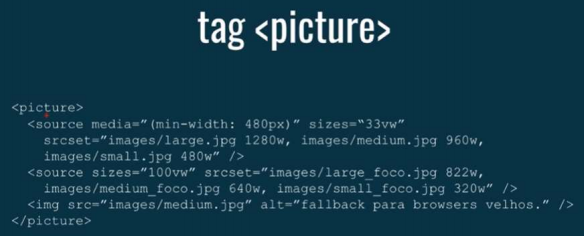 tag <picture>
<picture>
<source media="(min-width: 480px)" sizes="33vw"
srcset="images/large.jpg 1280w, images/medium.jpg 960w,
images/small.jpg 480w" />
<source sizes="100vw" srcset="images/large_foco.jpg 822w,
images/medium_foco.jpg 640w, images/small_foco.jpg 320w" />
<img src="images/medium.jpg" alt="fallback para browsers velhos." />
</picture>